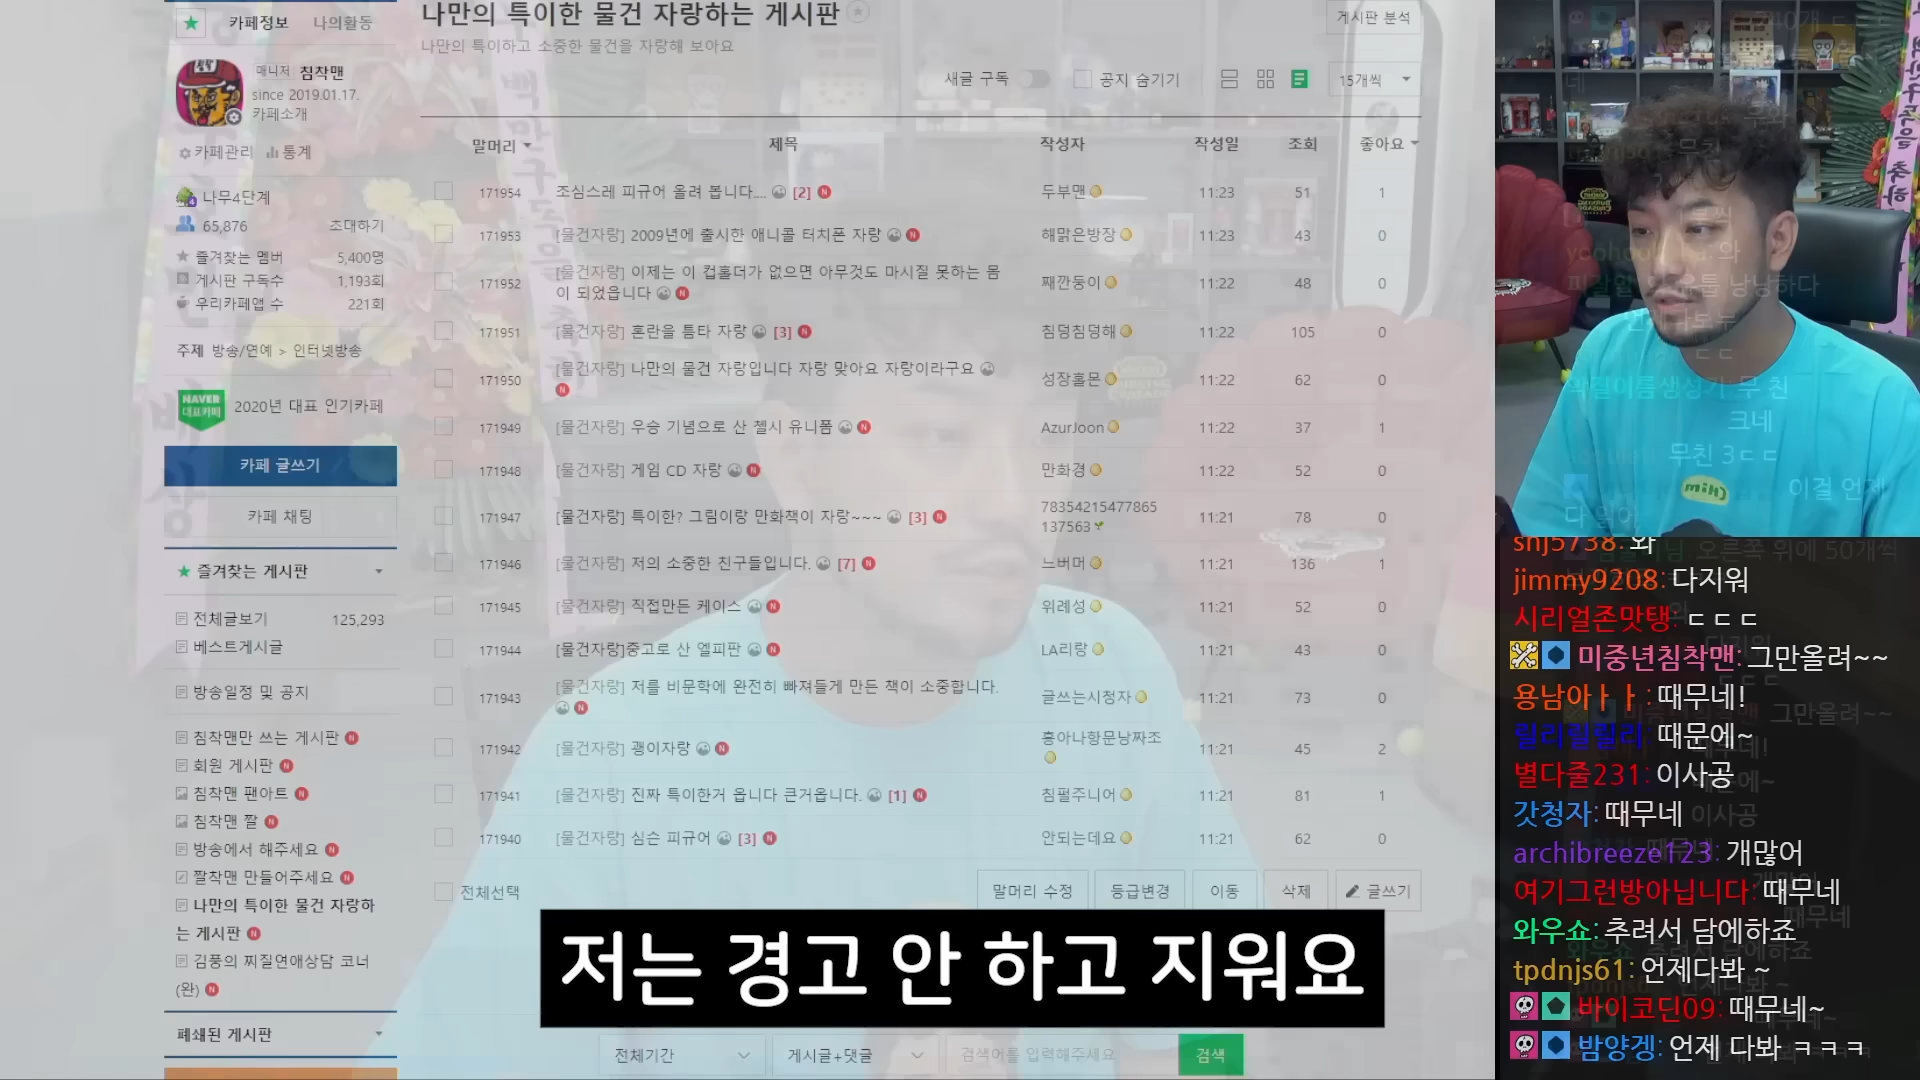 카페정보 나의활동
매니저 침착맨
since 2019.01.17.
카페소개
카페관리 통계
나무4단계
65,876 초대하기
즐겨찾는 멤버 5,400명
게시판 구독수 1,193회
우리카페앱 수 221회
주제 방송/연예 > 인터넷방송
NAVER
대표카페
2020년 대표 인기카페
카페 글쓰기
카페 채팅
즐겨찾는 게시판
전체글보기 125,293
베스트게시글
방송일정 및 공지
침착맨만 쓰는 게시판 N
회원 게시판 N
침착맨 팬아트 N
침착맨 짤 N
방송에서 해주세요 N
짤착맨 만들어주세요 N
나만의 특이한 물건 자랑하
는 게시판 N
김풍의 찌질연애상담 코너
(완) N
폐쇄된 게시판
나만의 특이한 물건 자랑하는 게시판
게시판 분석
나만의 특이하고 소중한 물건을 자랑해 보아요
새글 구독 공지 숨기기 15개씩
말머리 제목 작성자 작성일 조회 좋아요
171954 조심스레 피규어 올려 봅니다.... [2] N 두부맨 11:23 51 1
171953 [물건자랑] 2009년에 출시한 애니콜 터치폰 자랑 N 해맑은방장 11:23 43 0
171952 [물건자랑] 이제는 이 컵홀더가 없으면 아무것도 마시질 못하는 몸
이 되었읍니다 N 째깐둥이 11:22 48 0
171951 [물건자랑] 혼란을 틈타 자랑 [3] N 침덩침덩해 11:22 105 0
171950 [물건자랑] 나만의 물건 자랑입니다 자랑 맞아요 자랑이라구요
N 성장홀몬 11:22 62 0
171949 [물건자랑] 우승 기념으로 산 첼시 유니폼 N AzurJoon 11:22 37 1
171948 [물건자랑] 게임 CD 자랑 N 만화경 11:22 52 0
171947 [물건자랑] 특이한? 그림이랑 만화책이 자랑~~~ [3] N 78354215477865
137563 11:21 78 0
171946 [물건자랑] 저의 소중한 친구들입니다. [7] N 느버머 11:21 136 1
171945 [물건자랑] 직접만든 케이스 N 위례성 11:21 52 0
171944 [물건자랑]중고로 산 엘피판 N LA리랑 11:21 43 0
171943 [물건자랑] 저를 비문학에 완전히 빠져들게 만든 책이 소중합니다.
N 글쓰는시청자 11:21 73 0
171942 [물건자랑] 괭이자랑 N 흥아나항문낭짜조 11:21 45 2
171941 [물건자랑] 진짜 특이한거 옵니다 큰거옵니다. [1] N 침펄주니어 11:21 81 1
171940 [물건자랑] 심슨 피규어 [3] N 안되는데요 11:21 62 0
전체선택 말머리 수정 등급변경 이동 삭제 글쓰기
저는 경고 안 하고 지워요
전체기간 게시글+댓글 검색어를 입력해주세요 검색
무친
크네
무친 3ㄷㄷ
이걸 언제
다 읽어
snj5738: 와
jimmy9208: 다지워
시리얼존맛탱: ㄷㄷㄷ
미중년침착맨: 그만올려~~
용남아ㅏㅏ: 때무네!
릴리릴릴리: 때문에~
별다줄231: 이사공
갓청자: 때무네
archibreeze123: 개많어
여기그런방아닙니다: 때무네
와우쇼: 추려서 담에하죠
tpdnjs61: 언제다봐 ~
바이코딘09: 때무네~
밤양겡: 언제 다봐 ㅋㅋㅋ